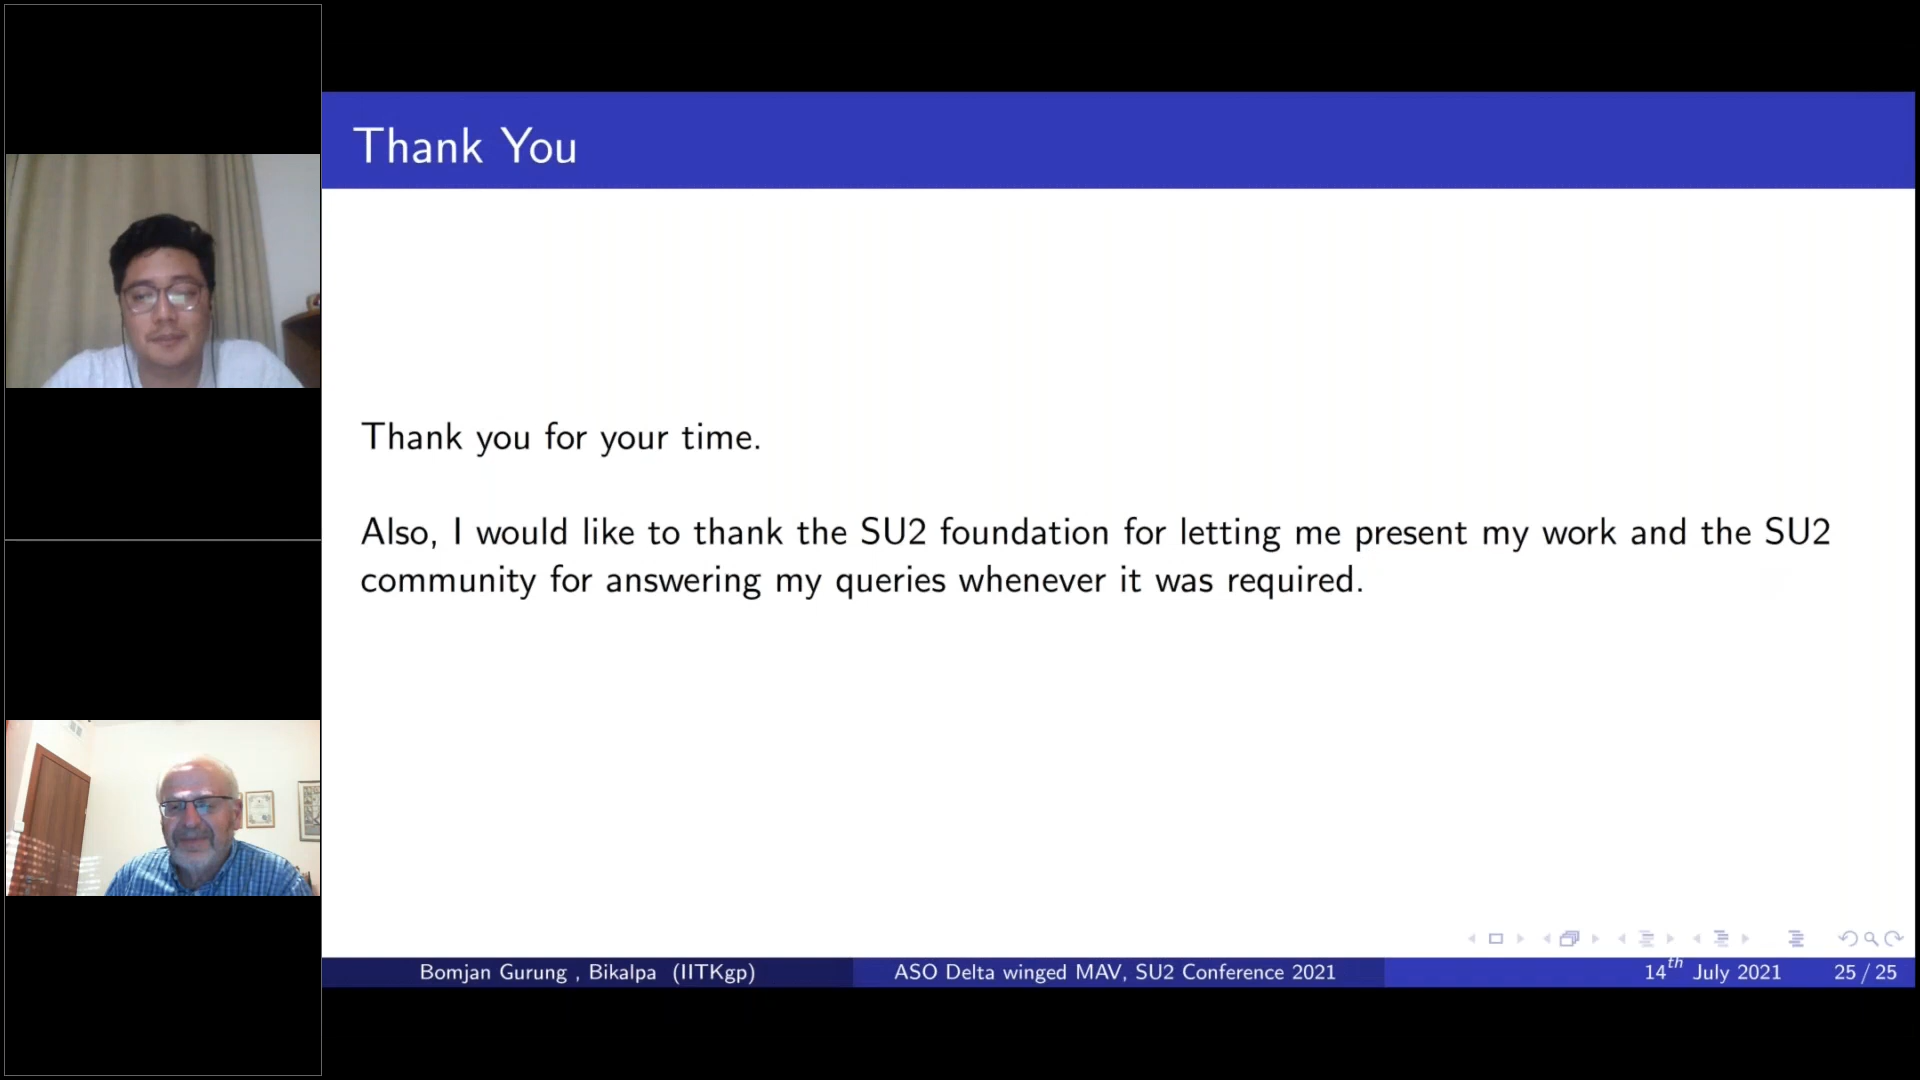 Thank You
Thank you for your time.
Also, I would like to thank the SU2 foundation for letting me present my work and the SU2
community for answering my queries whenever it was required.
Bomjan Gurung , Bikalpa (IITKgp)
ASO Delta winged MAV, SU2 Conference 2021
14th July 2021
25 / 25